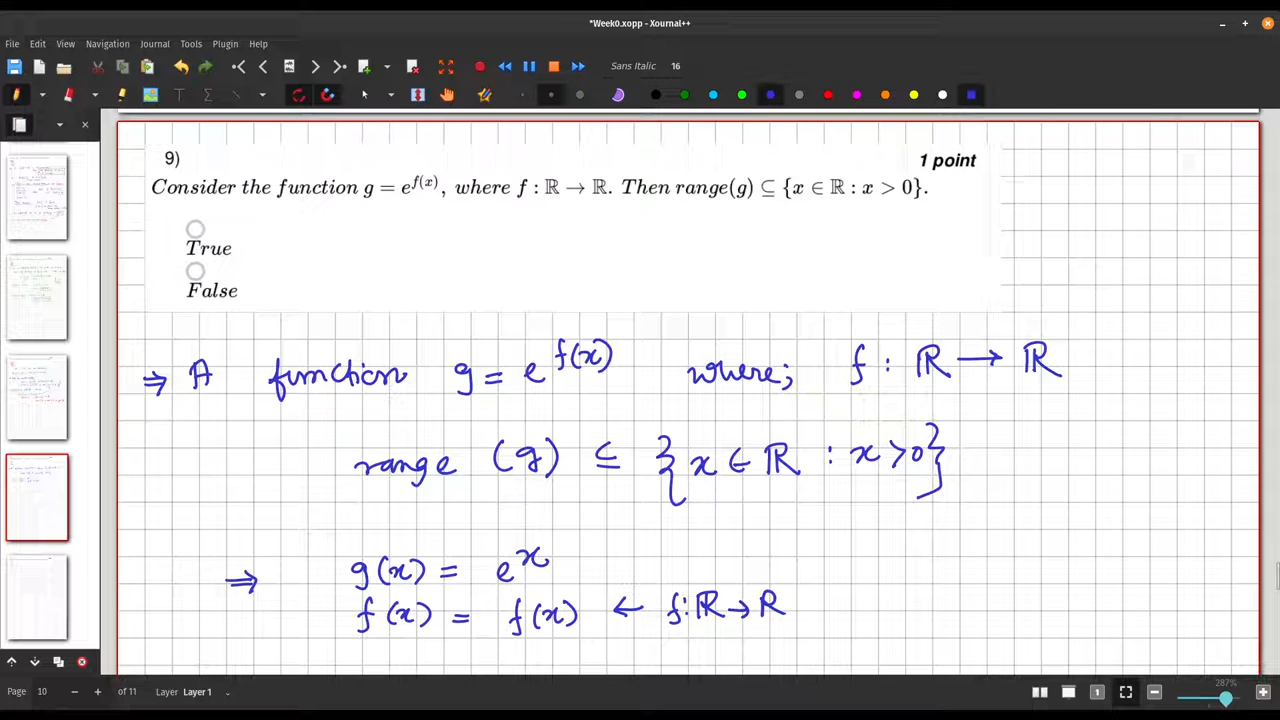 *Week0.xopp - Xournal++
File Edit View Navigation Journal Tools Plugin Help
Sans Italic 16
9)
1 point
Consider the function g = e^{f(x)}, where f : ℝ → ℝ. Then range(g) ⊆ {x ∈ ℝ : x > 0}.
True
False
⇒ A function g = e^{f(x)} where; f : ℝ → ℝ
range (g) ⊆ {x ∈ ℝ : x > 0}
⇒ g(x) = e^x
f(x) = f(x) ← f: ℝ → ℝ
Page 10 of 11 Layer Layer 1 287%